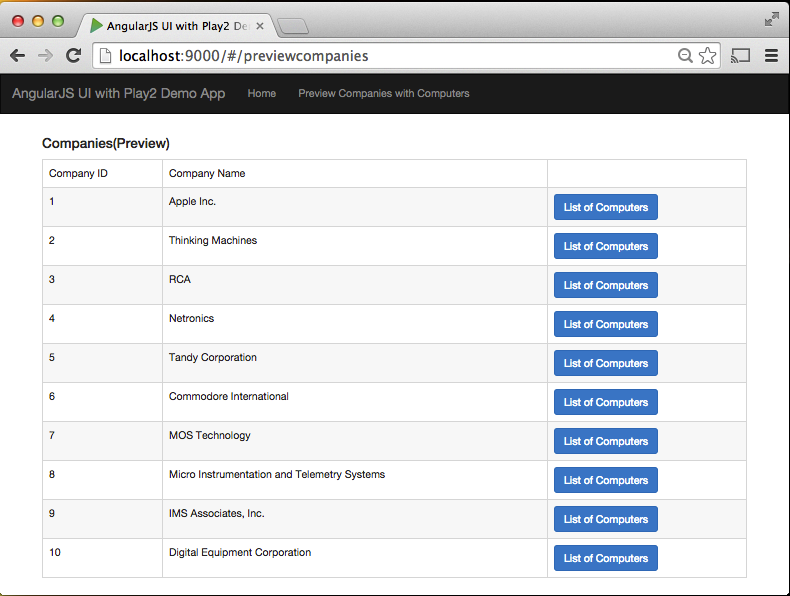 AngularJS UI with Play2 De
localhost:9000/#/previewcompanies
AngularJS UI with Play2 Demo App Home Preview Companies with Computers
Companies(Preview)
Company ID Company Name
1 Apple Inc. List of Computers
2 Thinking Machines List of Computers
3 RCA List of Computers
4 Netronics List of Computers
5 Tandy Corporation List of Computers
6 Commodore International List of Computers
7 MOS Technology List of Computers
8 Micro Instrumentation and Telemetry Systems List of Computers
9 IMS Associates, Inc. List of Computers
10 Digital Equipment Corporation List of Computers